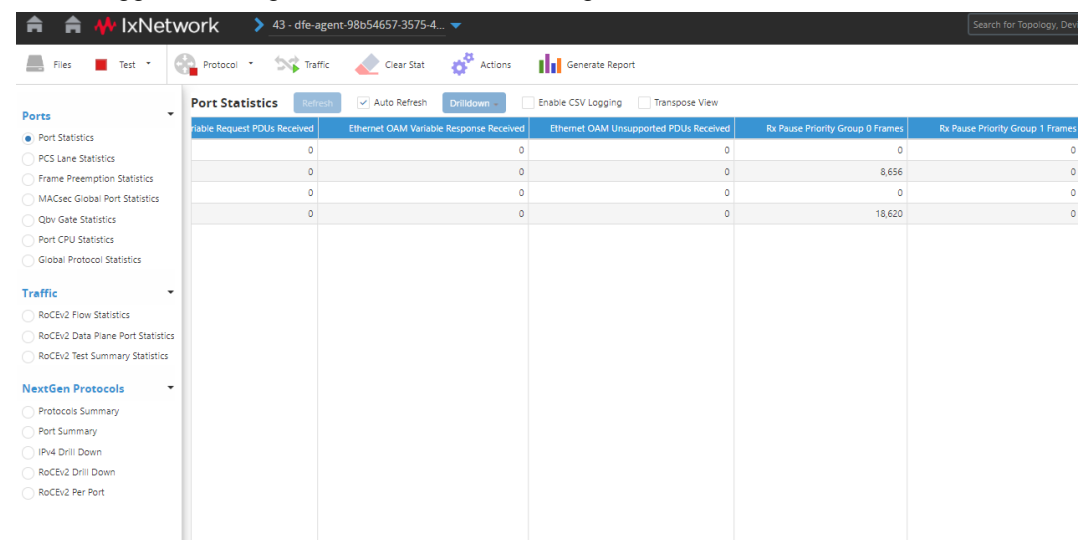 IxNetwork
43 - dfe-agent-98b54657-3575-4...
Search for Topology, Devi
Files
Test
Protocol
Traffic
Clear Stat
Actions
Generate Report
Ports
Port Statistics
PCS Lane Statistics
Frame Preemption Statistics
MACsec Global Port Statistics
Qbv Gate Statistics
Port CPU Statistics
Global Protocol Statistics
Traffic
RoCEv2 Flow Statistics
RoCEv2 Data Plane Port Statistics
RoCEv2 Test Summary Statistics
NextGen Protocols
Protocols Summary
Port Summary
IPv4 Drill Down
RoCEv2 Drill Down
RoCEv2 Per Port
Port Statistics Refresh Auto Refresh Drilldown Enable CSV Logging Transpose View
riable Request PDUs Received Ethernet OAM Variable Response Received Ethernet OAM Unsupported PDUs Received Rx Pause Priority Group 0 Frames Rx Pause Priority Group 1 Frames
0 0 0 0 0
0 0 0 8,656 0
0 0 0 0 0
0 0 0 18,620 0